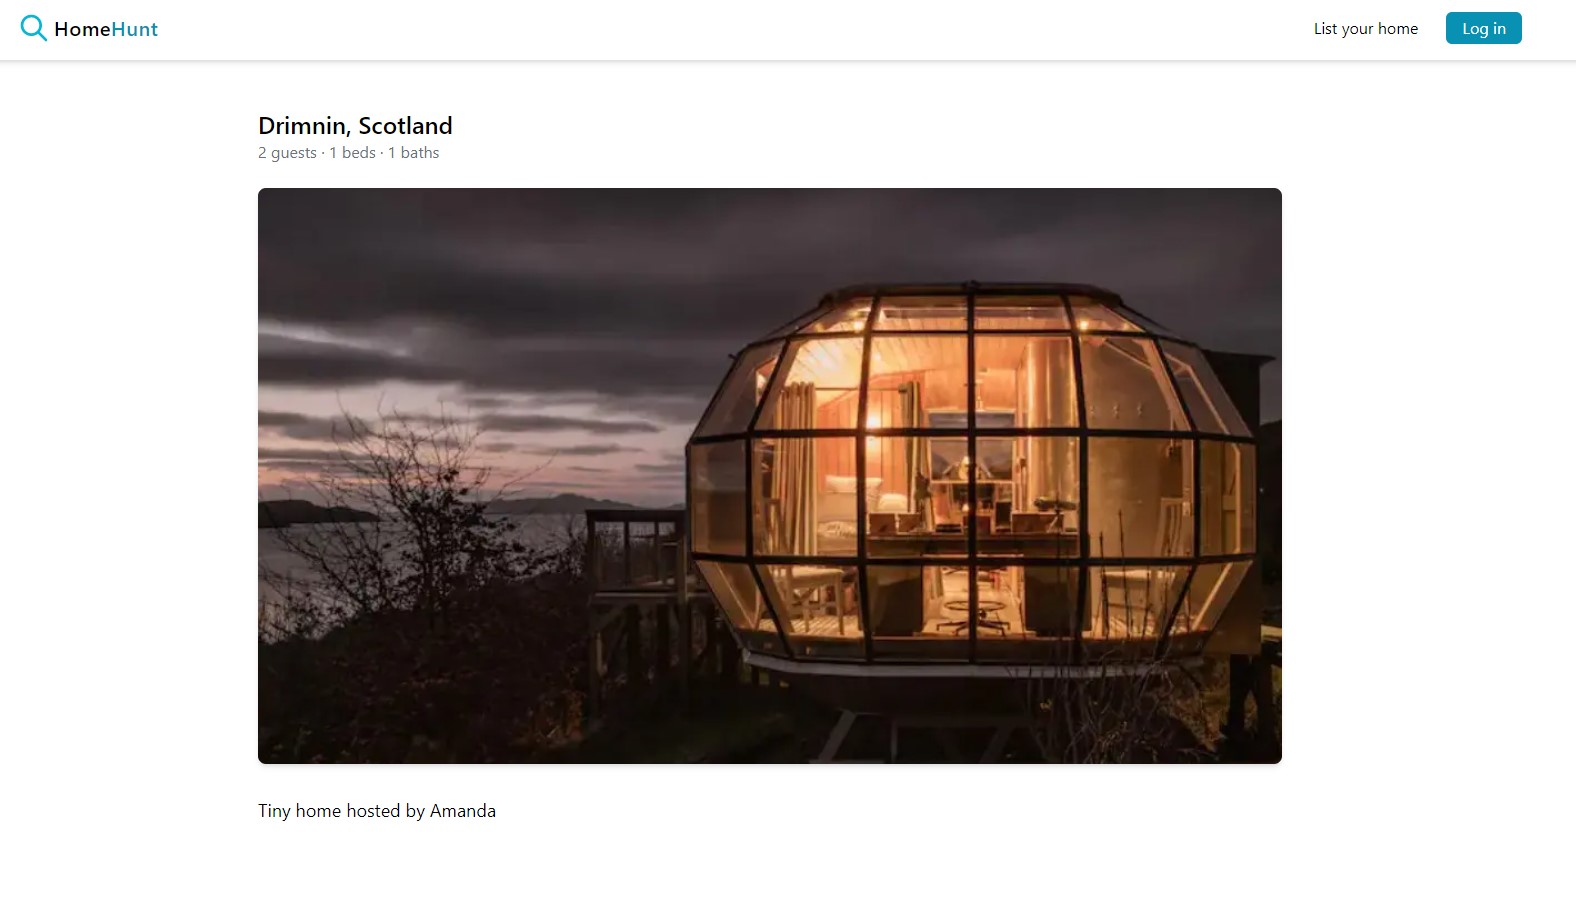 HomeHunt
List your home
Log in
Drimnin, Scotland
2 guests · 1 beds · 1 baths
Tiny home hosted by Amanda